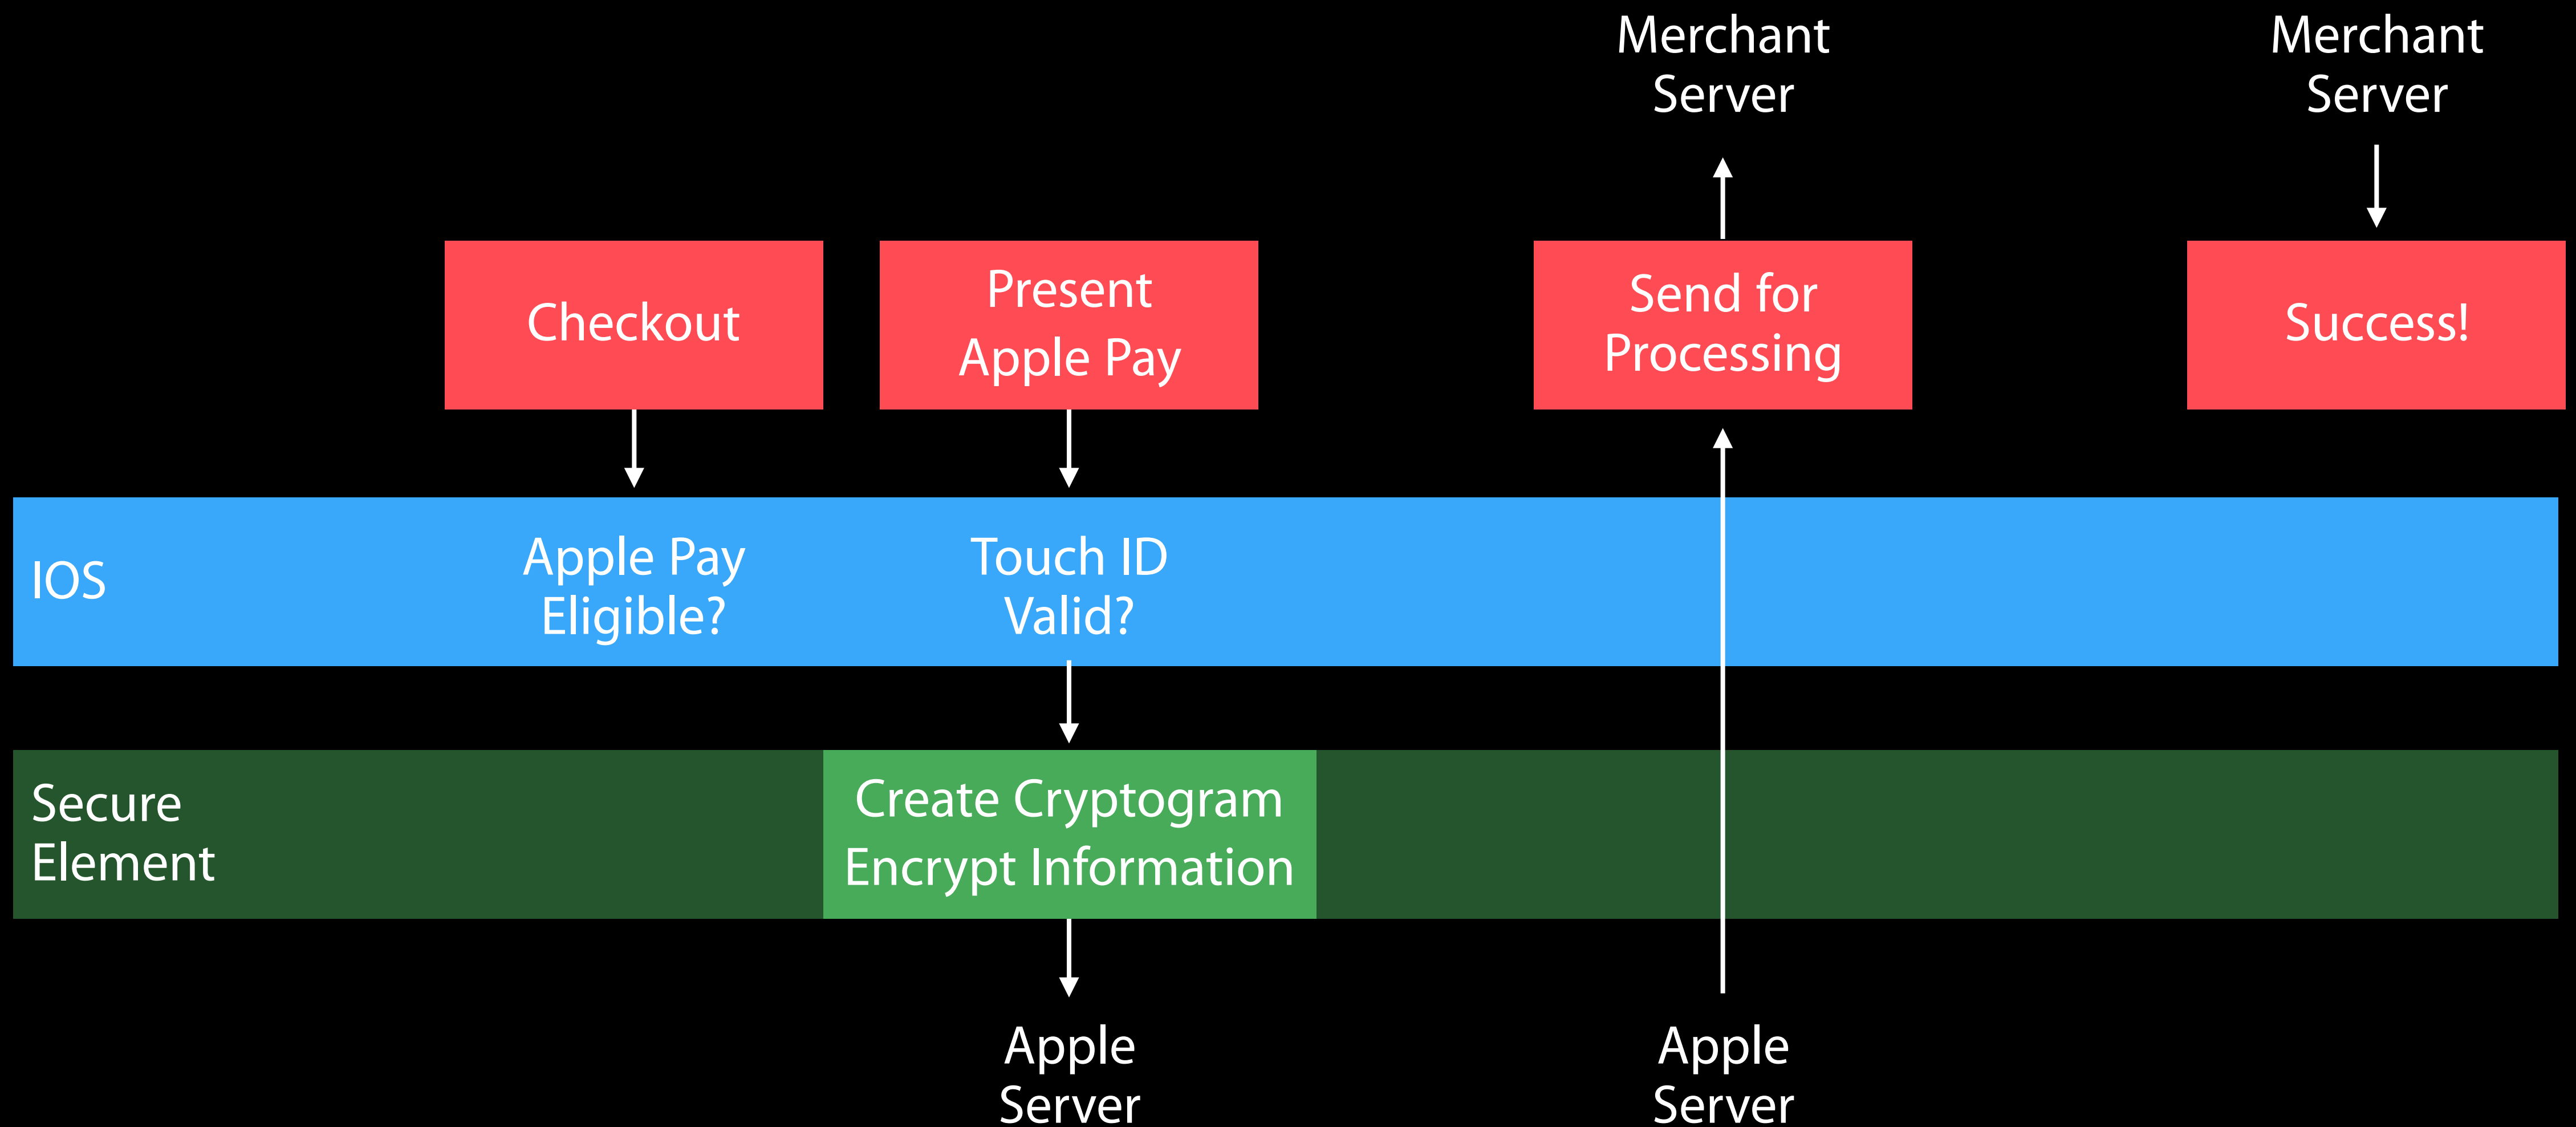 Merchant
Server
Merchant
Server
Checkout
Present
Apple Pay
Send for
Processing
Success!
IOS
Apple Pay
Eligible?
Touch ID
Valid?
Secure
Element
Create Cryptogram
Encrypt Information
Apple
Server
Apple
Server